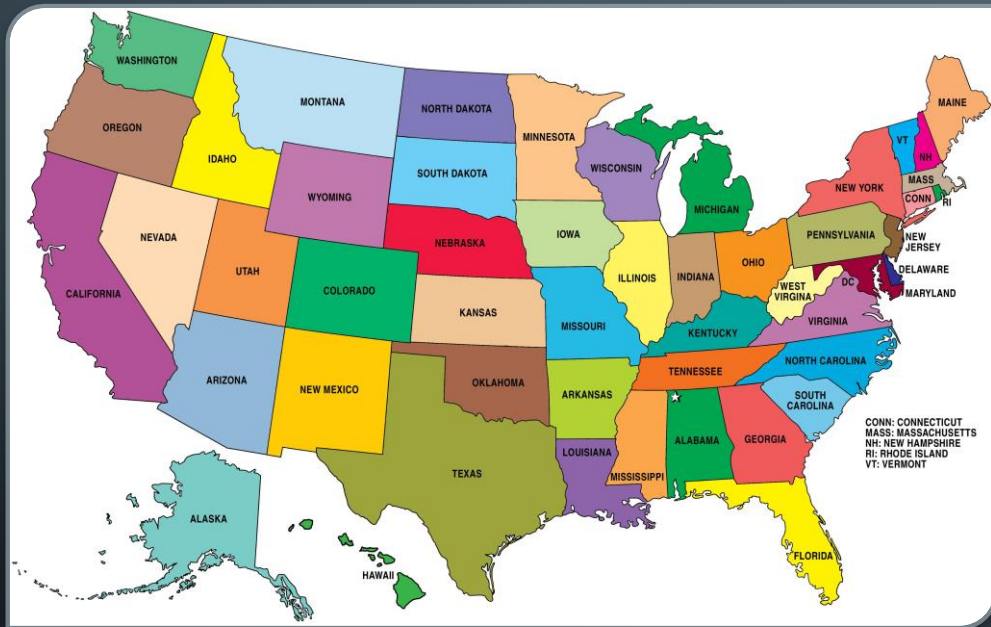 WASHINGTON
OREGON
IDAHO
MONTANA
NORTH DAKOTA
MINNESOTA
WISCONSIN
MICHIGAN
MAINE
VT
NH
NEW YORK
MASS
CONN
RI
SOUTH DAKOTA
WYOMING
NEBRASKA
IOWA
ILLINOIS
INDIANA
OHIO
PENNSYLVANIA
NEW
JERSEY
DELAWARE
MARYLAND
DC
WEST
VIRGINA
VIRGINIA
NEVADA
UTAH
COLORADO
KANSAS
MISSOURI
KENTUCKY
CALIFORNIA
ARIZONA
NEW MEXICO
OKLAHOMA
ARKANSAS
TENNESSEE
NORTH CAROLINA
SOUTH
CAROLINA
TEXAS
LOUISIANA
MISSISSIPPI
ALABAMA
GEORGIA
FLORIDA
ALASKA
HAWAII
CONN: CONNECTICUT
MASS: MASSACHUSETTS
NH: NEW HAMPSHIRE
RI: RHODE ISLAND
VT: VERMONT